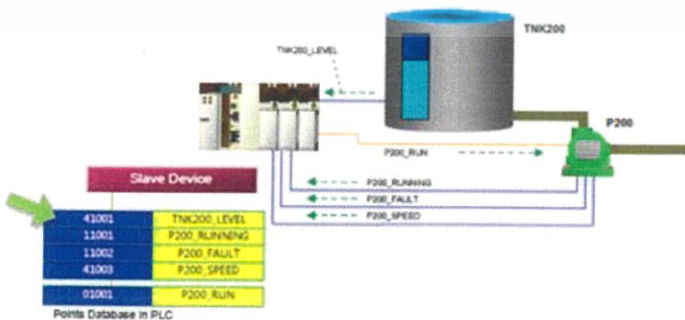 TNK200
TNK200_LEVEL
P200
P200_RUN
Slave Device
P200_RUNNING
P200_FAULT
P200_SPEED
41001 TNK200_LEVEL
11001 P200_RUNNING
11002 P200_FAULT
41003 P200_SPEED
01001 P200_RUN
Points Database in PLC